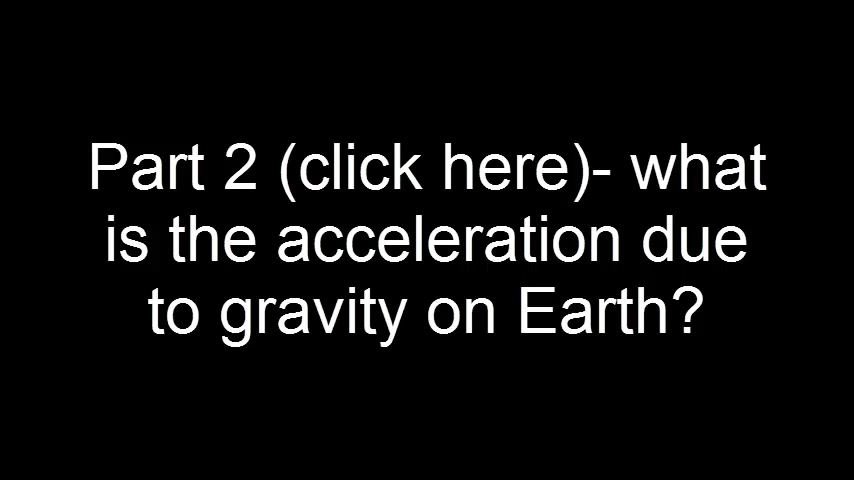 Part 2 (click here)- what
is the acceleration due
to gravity on Earth?